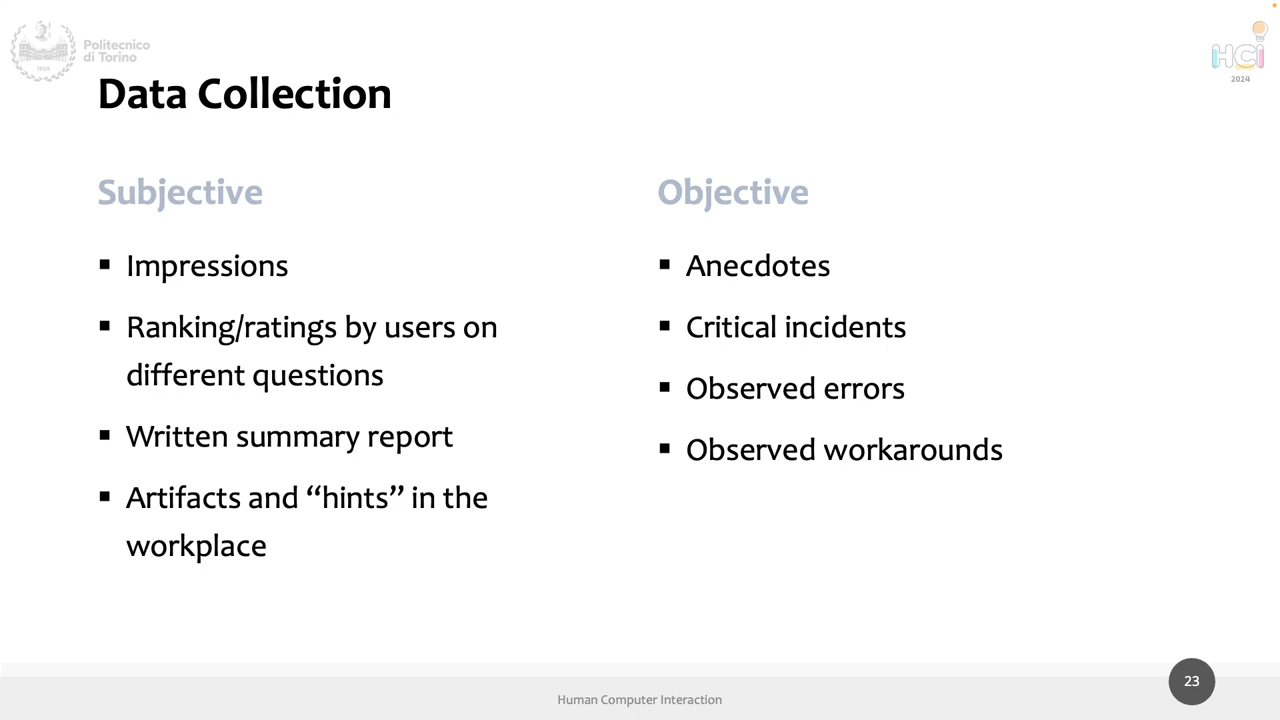 Politecnico
di Torino
1859
HCI
2024
Data Collection
Subjective
▪ Impressions
▪ Ranking/ratings by users on
different questions
▪ Written summary report
▪ Artifacts and “hints” in the
workplace
Objective
▪ Anecdotes
▪ Critical incidents
▪ Observed errors
▪ Observed workarounds
Human Computer Interaction
23